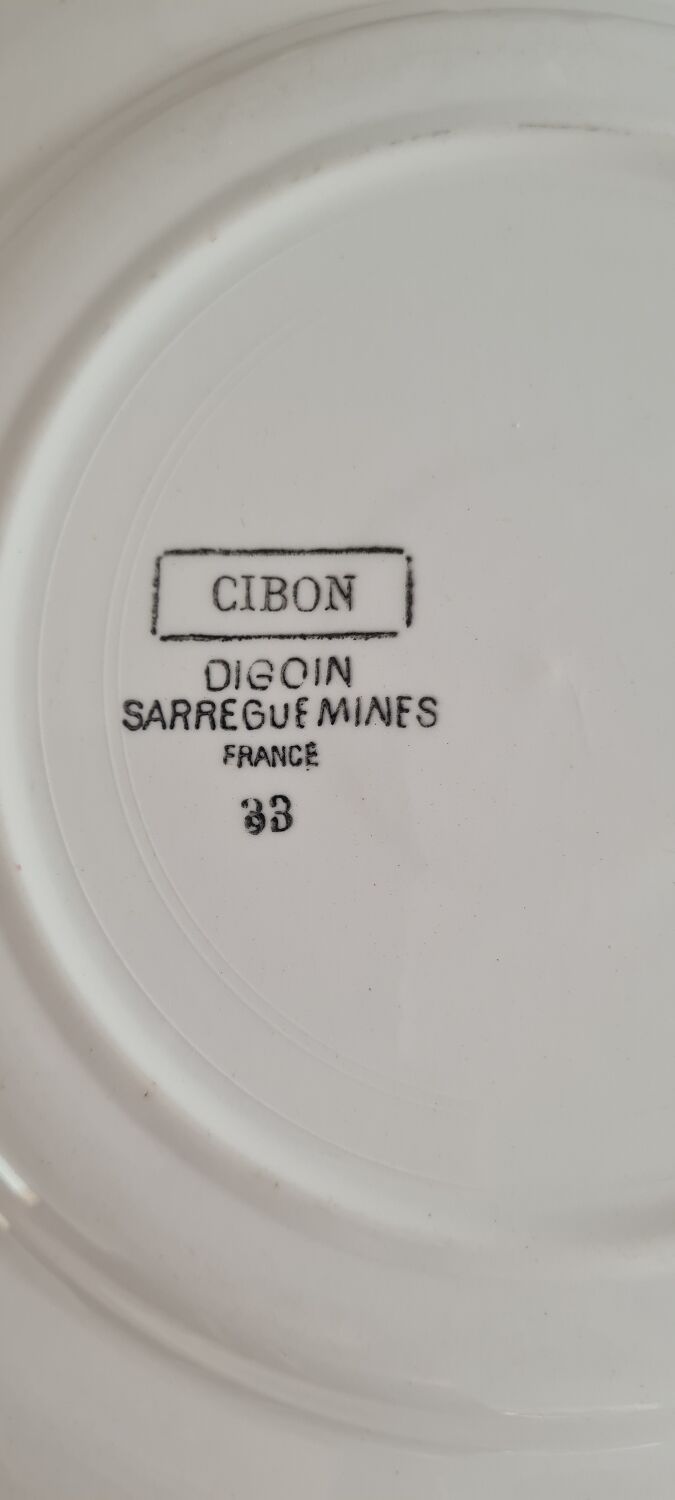 CIBON
DIGOIN
SARREGUEMINES
FRANCE
33